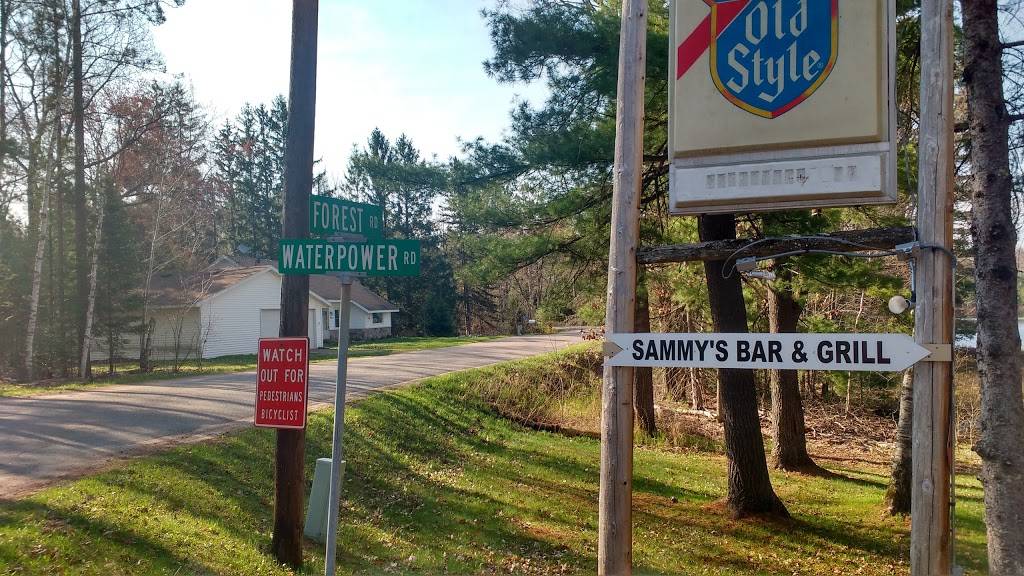 Old
Style
FOREST RD
WATERPOWER RD
WATCH
OUT FOR
PEDESTRIANS
BICYCLIST
SAMMY'S BAR & GRILL